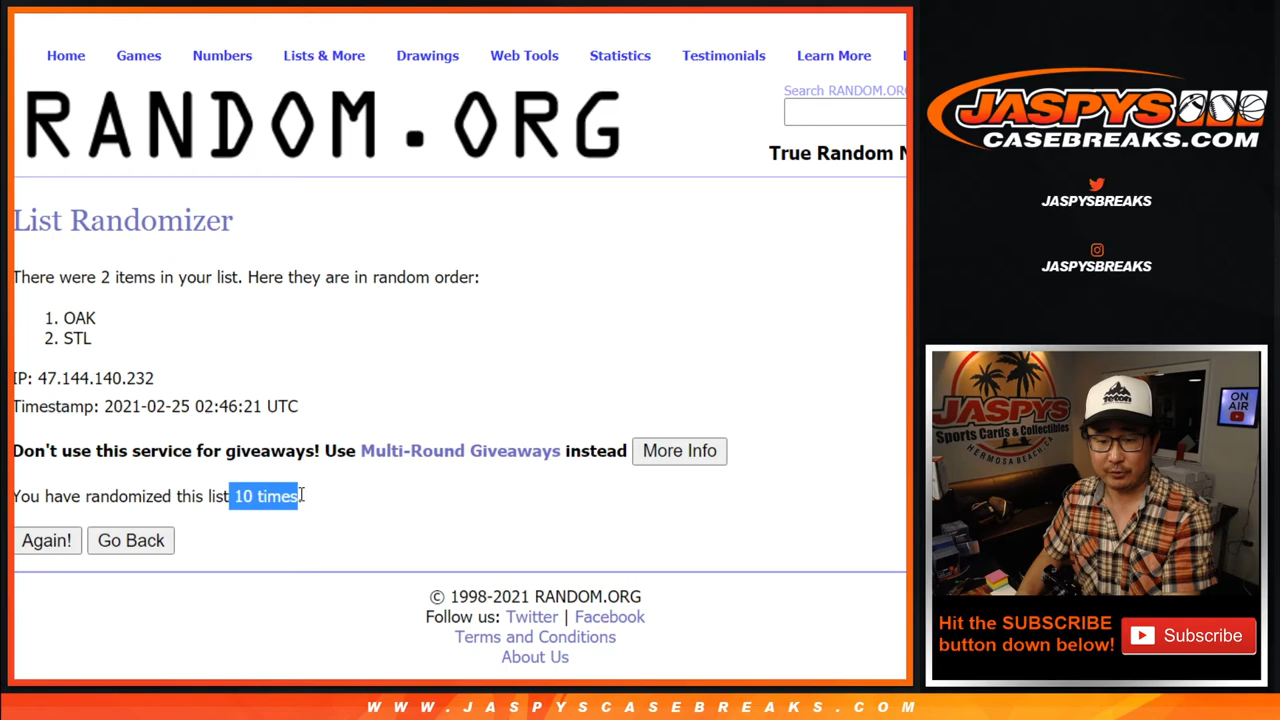 Home Games Numbers Lists & More Drawings Web Tools Statistics Testimonials Learn More
RANDOM.ORG
Search RANDOM.ORG
True Random N
List Randomizer
There were 2 items in your list. Here they are in random order:
1. OAK
2. STL
IP: 47.144.140.232
Timestamp: 2021-02-25 02:46:21 UTC
Don't use this service for giveaways! Use Multi-Round Giveaways instead More Info
You have randomized this list 10 times.
Again! Go Back
© 1998-2021 RANDOM.ORG
Follow us: Twitter | Facebook
Terms and Conditions
About Us
JASPYS
CASEBREAKS.COM
JASPYSBREAKS
JASPYSBREAKS
JASPYS
Sports Cards & Collectibles
HERMOSA BEACH, CA
ON AIR
teton
Hit the SUBSCRIBE
button down below!
Subscribe
WWW.JASPYSCASEBREAKS.COM